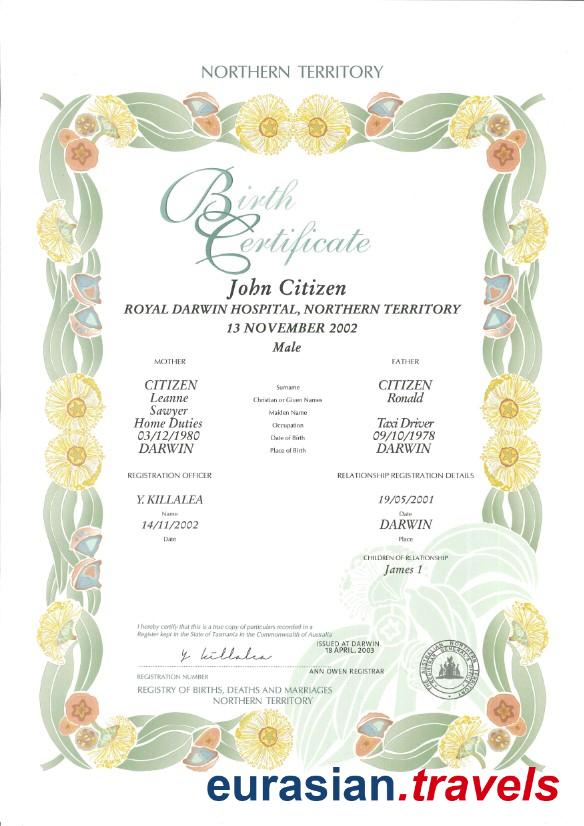 NORTHERN TERRITORY
Birth
Certificate
John Citizen
ROYAL DARWIN HOSPITAL, NORTHERN TERRITORY
13 NOVEMBER 2002
Male
MOTHER FATHER
CITIZEN Surname CITIZEN
Leanne Christian or Given Names Ronald
Sawyer Maiden Name
Home Duties Occupation Taxi Driver
03/12/1980 Date of Birth 09/10/1978
DARWIN Place of Birth DARWIN
REGISTRATION OFFICER RELATIONSHIP REGISTRATION DETAILS
Y. KILLALEA 19/05/2001
Name Date
14/11/2002 DARWIN
Date Place
CHILDREN OF RELATIONSHIP
James 1
I hereby certify that this is a true copy of particulars recorded in a
Register kept in the State of Tasmania in the Commonwealth of Australia
ISSUED AT DARWIN
18 APRIL, 2003
y killalea
ANN OWEN REGISTRAR
REGISTRATION NUMBER
REGISTRY OF BIRTHS, DEATHS AND MARRIAGES
NORTHERN TERRITORY
eurasian.travels